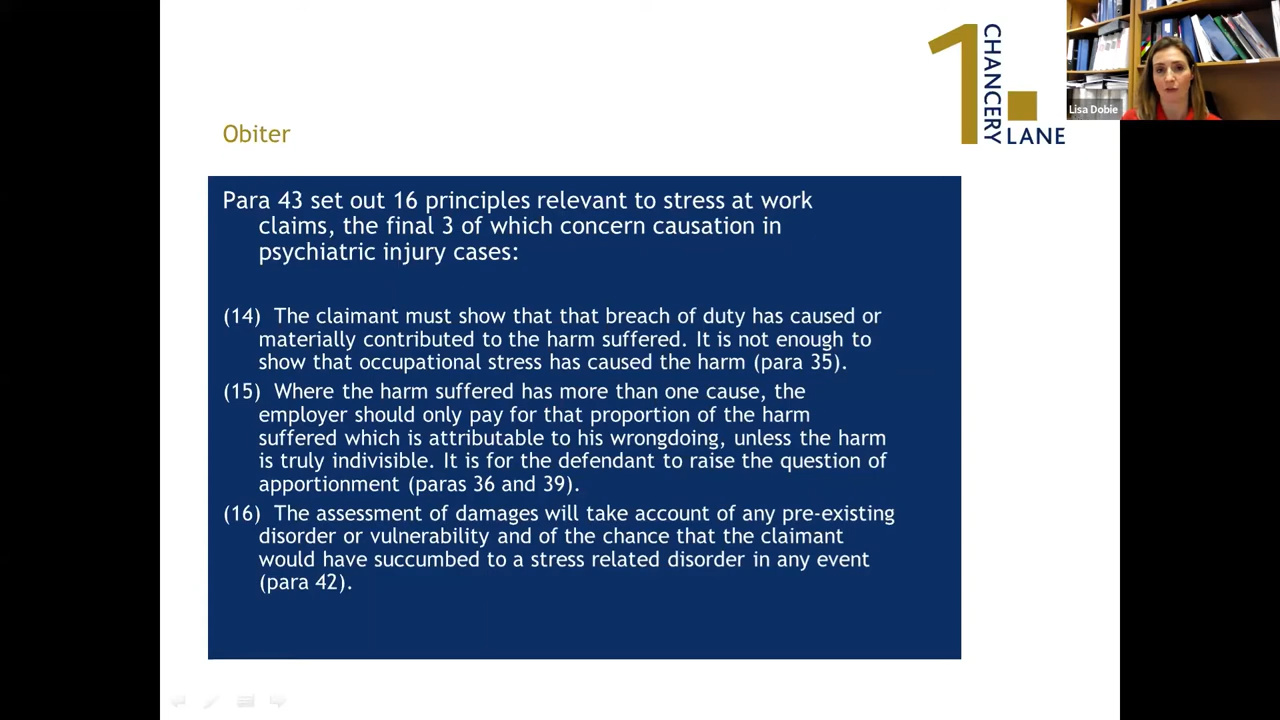 1 CHANCERY LANE
Lisa Dobie
Obiter
Para 43 set out 16 principles relevant to stress at work
claims, the final 3 of which concern causation in
psychiatric injury cases:
(14) The claimant must show that that breach of duty has caused or
materially contributed to the harm suffered. It is not enough to
show that occupational stress has caused the harm (para 35).
(15) Where the harm suffered has more than one cause, the
employer should only pay for that proportion of the harm
suffered which is attributable to his wrongdoing, unless the harm
is truly indivisible. It is for the defendant to raise the question of
apportionment (paras 36 and 39).
(16) The assessment of damages will take account of any pre-existing
disorder or vulnerability and of the chance that the claimant
would have succumbed to a stress related disorder in any event
(para 42).